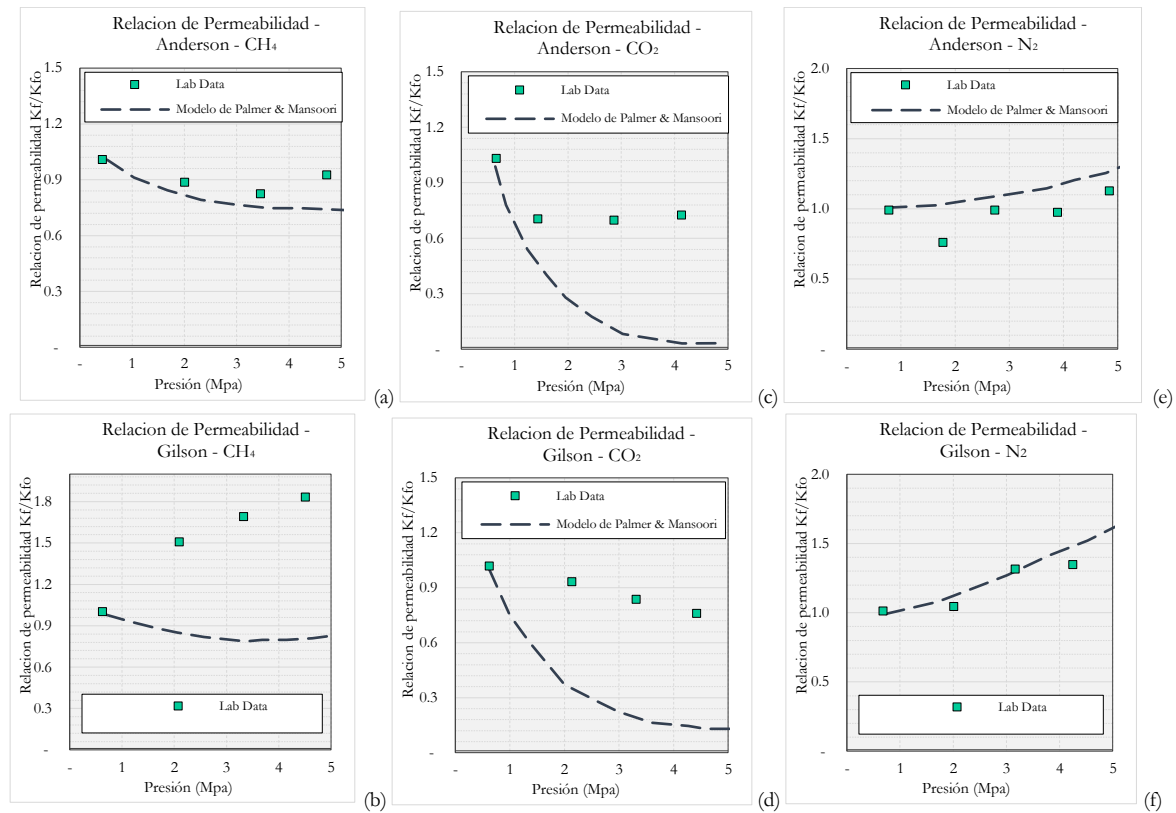 Relacion de Permeabilidad -
Anderson - CH₄
Relacion de permeabilidad Kf/Kfo
1.5
1.2
0.9
0.6
0.3
-
Lab Data
Modelo de Palmer & Mansoori
- 1 2 3 4 5
Presión (Mpa)
(a)
Relacion de Permeabilidad -
Anderson - CO₂
Relacion de permeabilidad Kf/Kfo
1.5
1.2
0.9
0.6
0.3
-
Lab Data
Modelo de Palmer & Mansoori
- 1 2 3 4 5
Presión (Mpa)
(c)
Relacion de Permeabilidad -
Anderson - N₂
Relacion de permeabilidad Kf/Kfo
2.0
1.5
1.0
0.5
-
Lab Data
Modelo de Palmer & Mansoori
- 1 2 3 4 5
Presión (Mpa)
(e)
Relacion de Permeabilidad -
Gilson - CH₄
Relacion de permeabilidad Kf/Kfo
1.8
1.5
1.2
0.9
0.6
0.3
-
Lab Data
- 1 2 3 4 5
Presión (Mpa)
(b)
Relacion de Permeabilidad -
Gilson - CO₂
Relacion de permeabilidad Kf/Kfo
1.5
1.2
0.9
0.6
0.3
-
Lab Data
Modelo de Palmer & Mansoori
- 1 2 3 4 5
Presión (Mpa)
(d)
Relacion de Permeabilidad -
Gilson - N₂
Relacion de permeabilidad Kf/Kfo
2.0
1.5
1.0
0.5
-
Lab Data
- 1 2 3 4 5
Presión (Mpa)
(f)